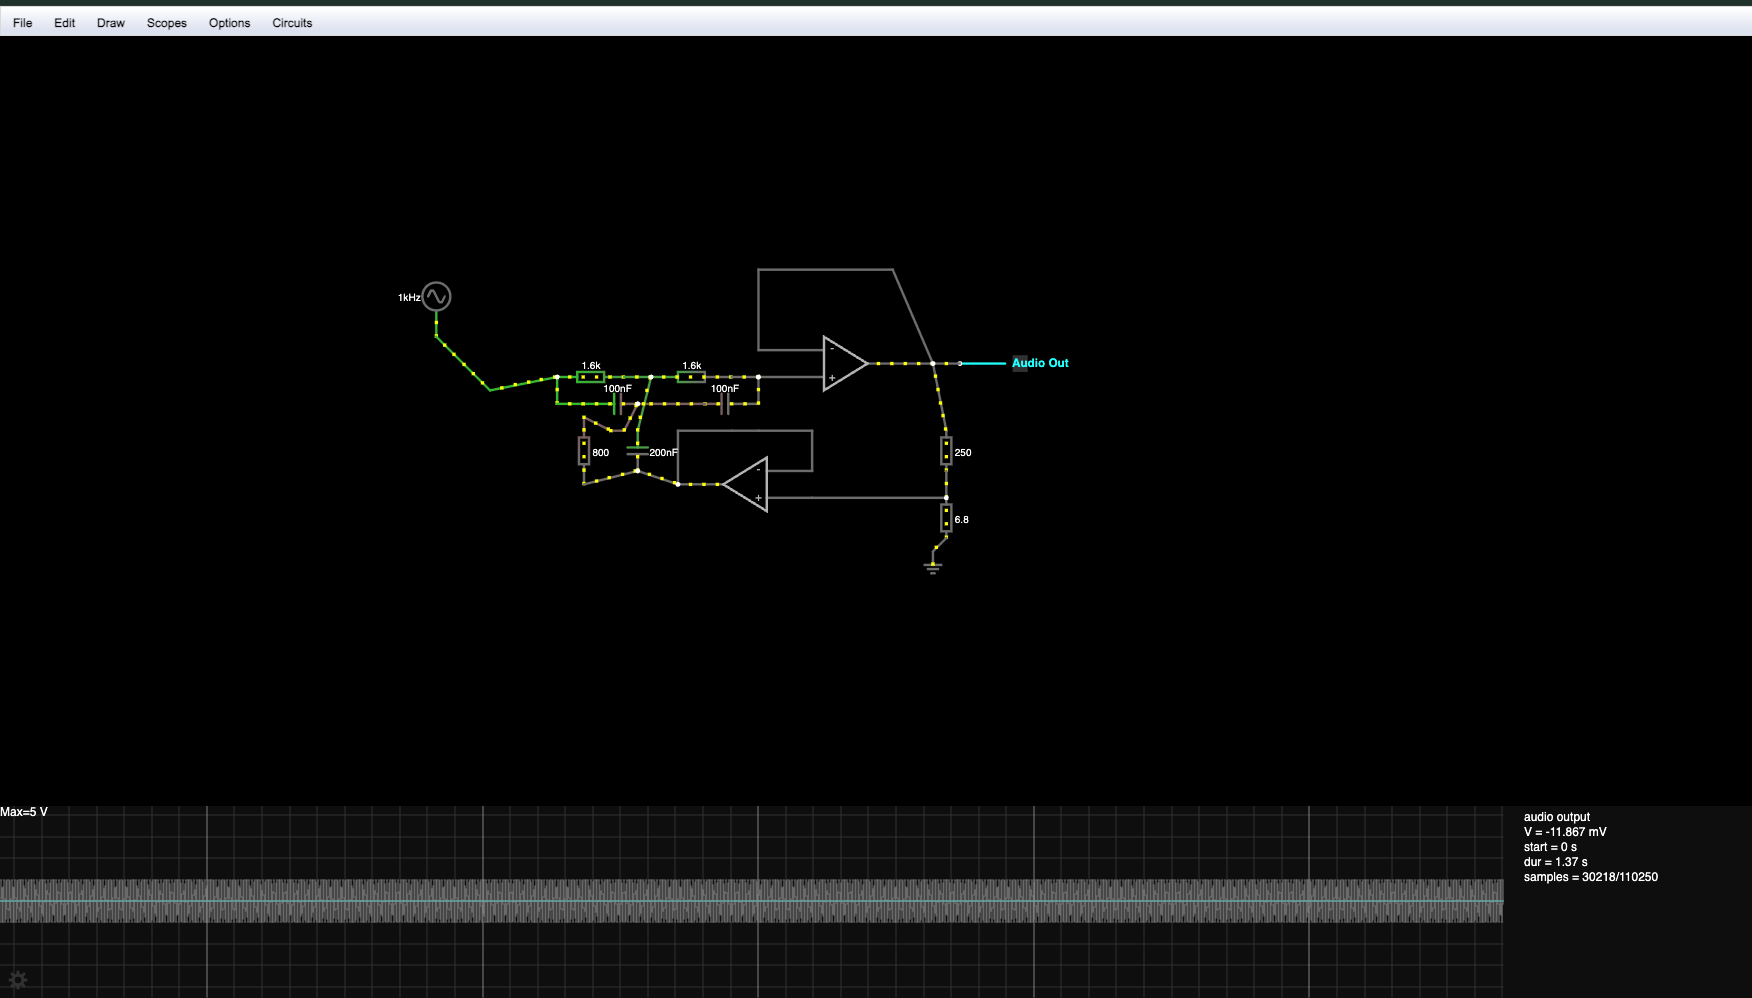 File Edit Draw Scopes Options Circuits
1kHz
1.6k 1.6k
100nF 100nF
- +
Audio Out
800 200nF
- +
250
6.8
Max=5 V
audio output
V = -11.867 mV
start = 0 s
dur = 1.37 s
samples = 30218/110250